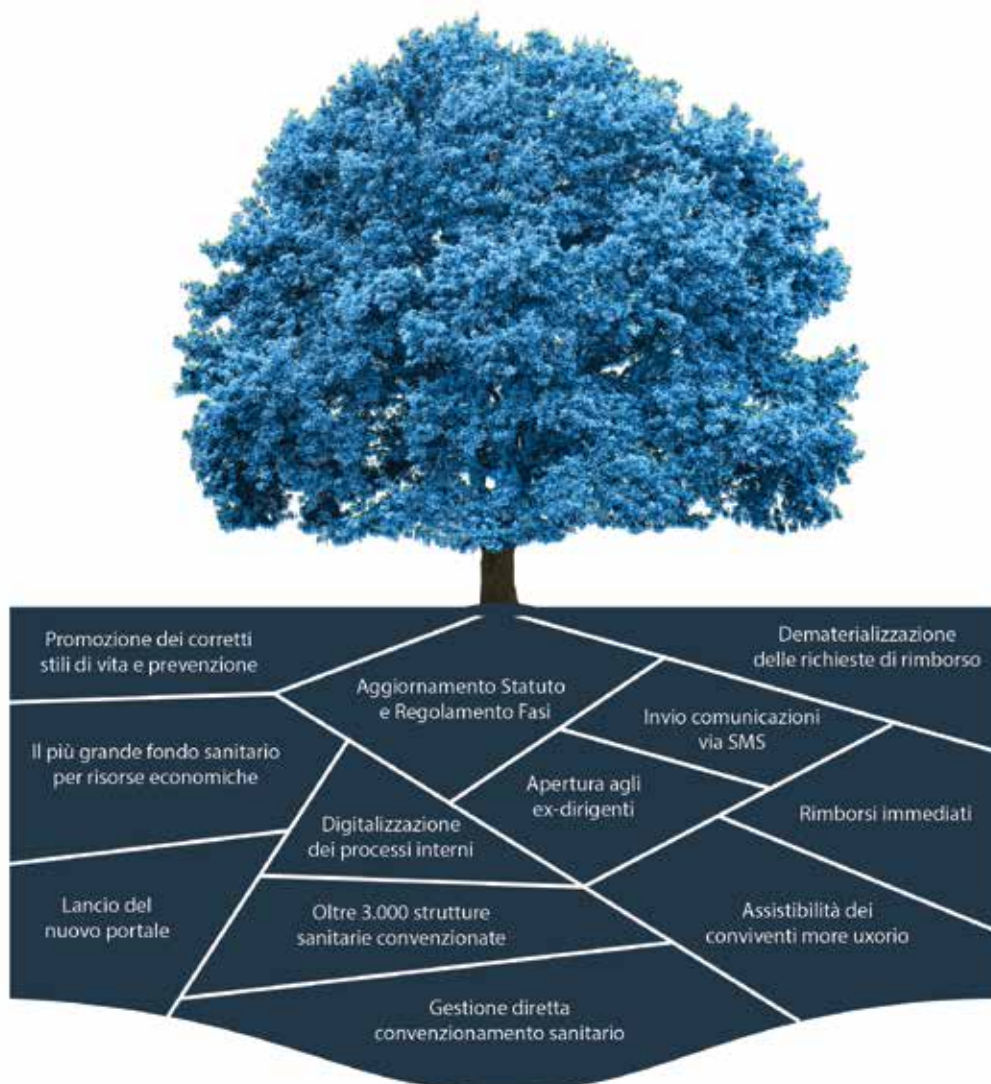 Promozione dei corretti
stili di vita e prevenzione
Dematerializzazione
delle richieste di rimborso
Aggiornamento Statuto
e Regolamento Fasi
Invio comunicazioni
via SMS
Il più grande fondo sanitario
per risorse economiche
Apertura agli
ex-dirigenti
Rimborsi immediati
Digitalizzazione
dei processi interni
Lancio del
nuovo portale
Oltre 3.000 strutture
sanitarie convenzionate
Assistibilità dei
conviventi more uxorio
Gestione diretta
convenzionamento sanitario